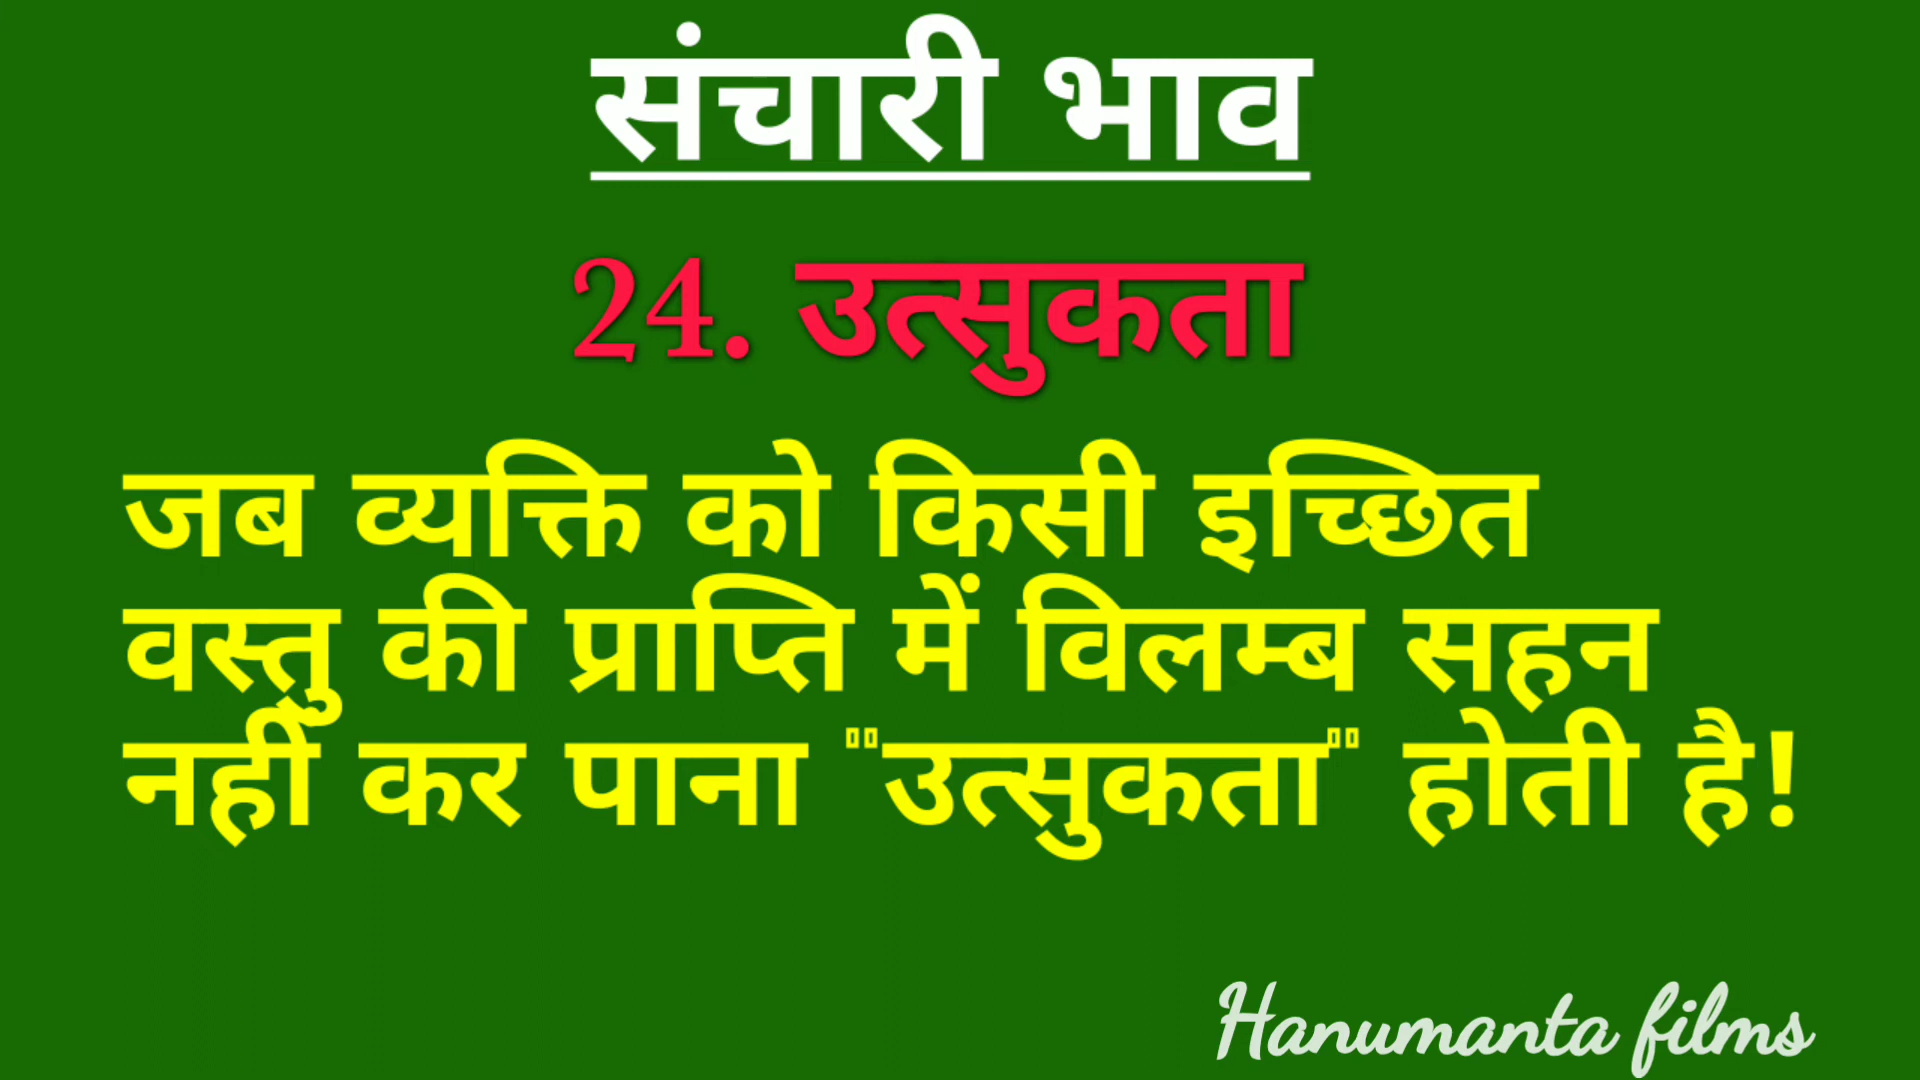 संचारी भाव
24. उत्सुकता
जब व्यक्ति को किसी इच्छित
वस्तु की प्राप्ति में विलम्ब सहन
नहीं कर पाना "उत्सुकता" होती है!
Hanumanta films